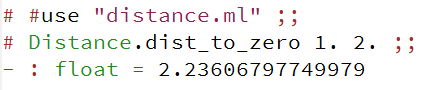 # #use "distance.ml" ;;
# Distance.dist_to_zero 1. 2. ;;
- : float = 2.23606797749979